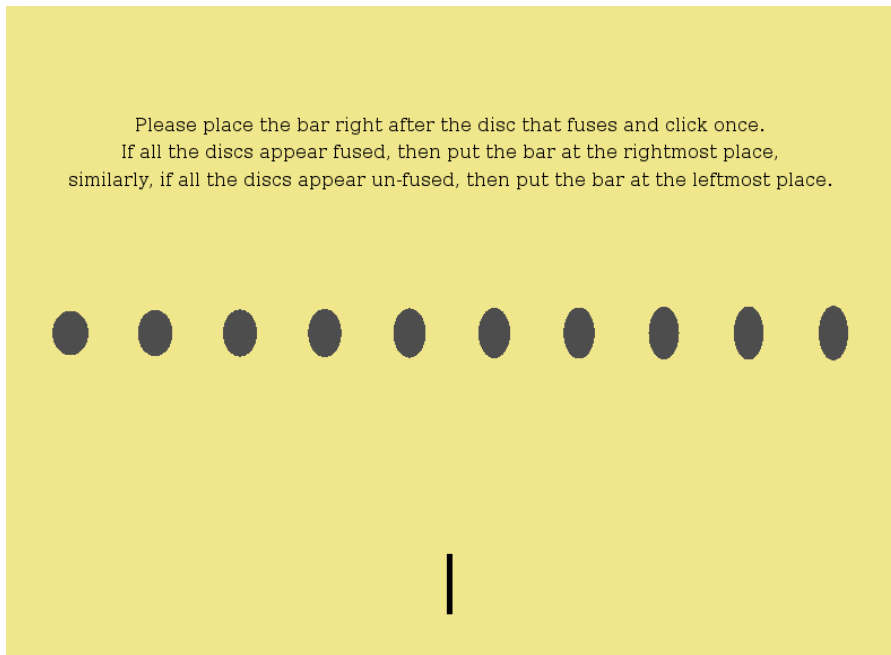 Please place the bar right after the disc that fuses and click once.
If all the discs appear fused, then put the bar at the rightmost place,
similarly, if all the discs appear un-fused, then put the bar at the leftmost place.